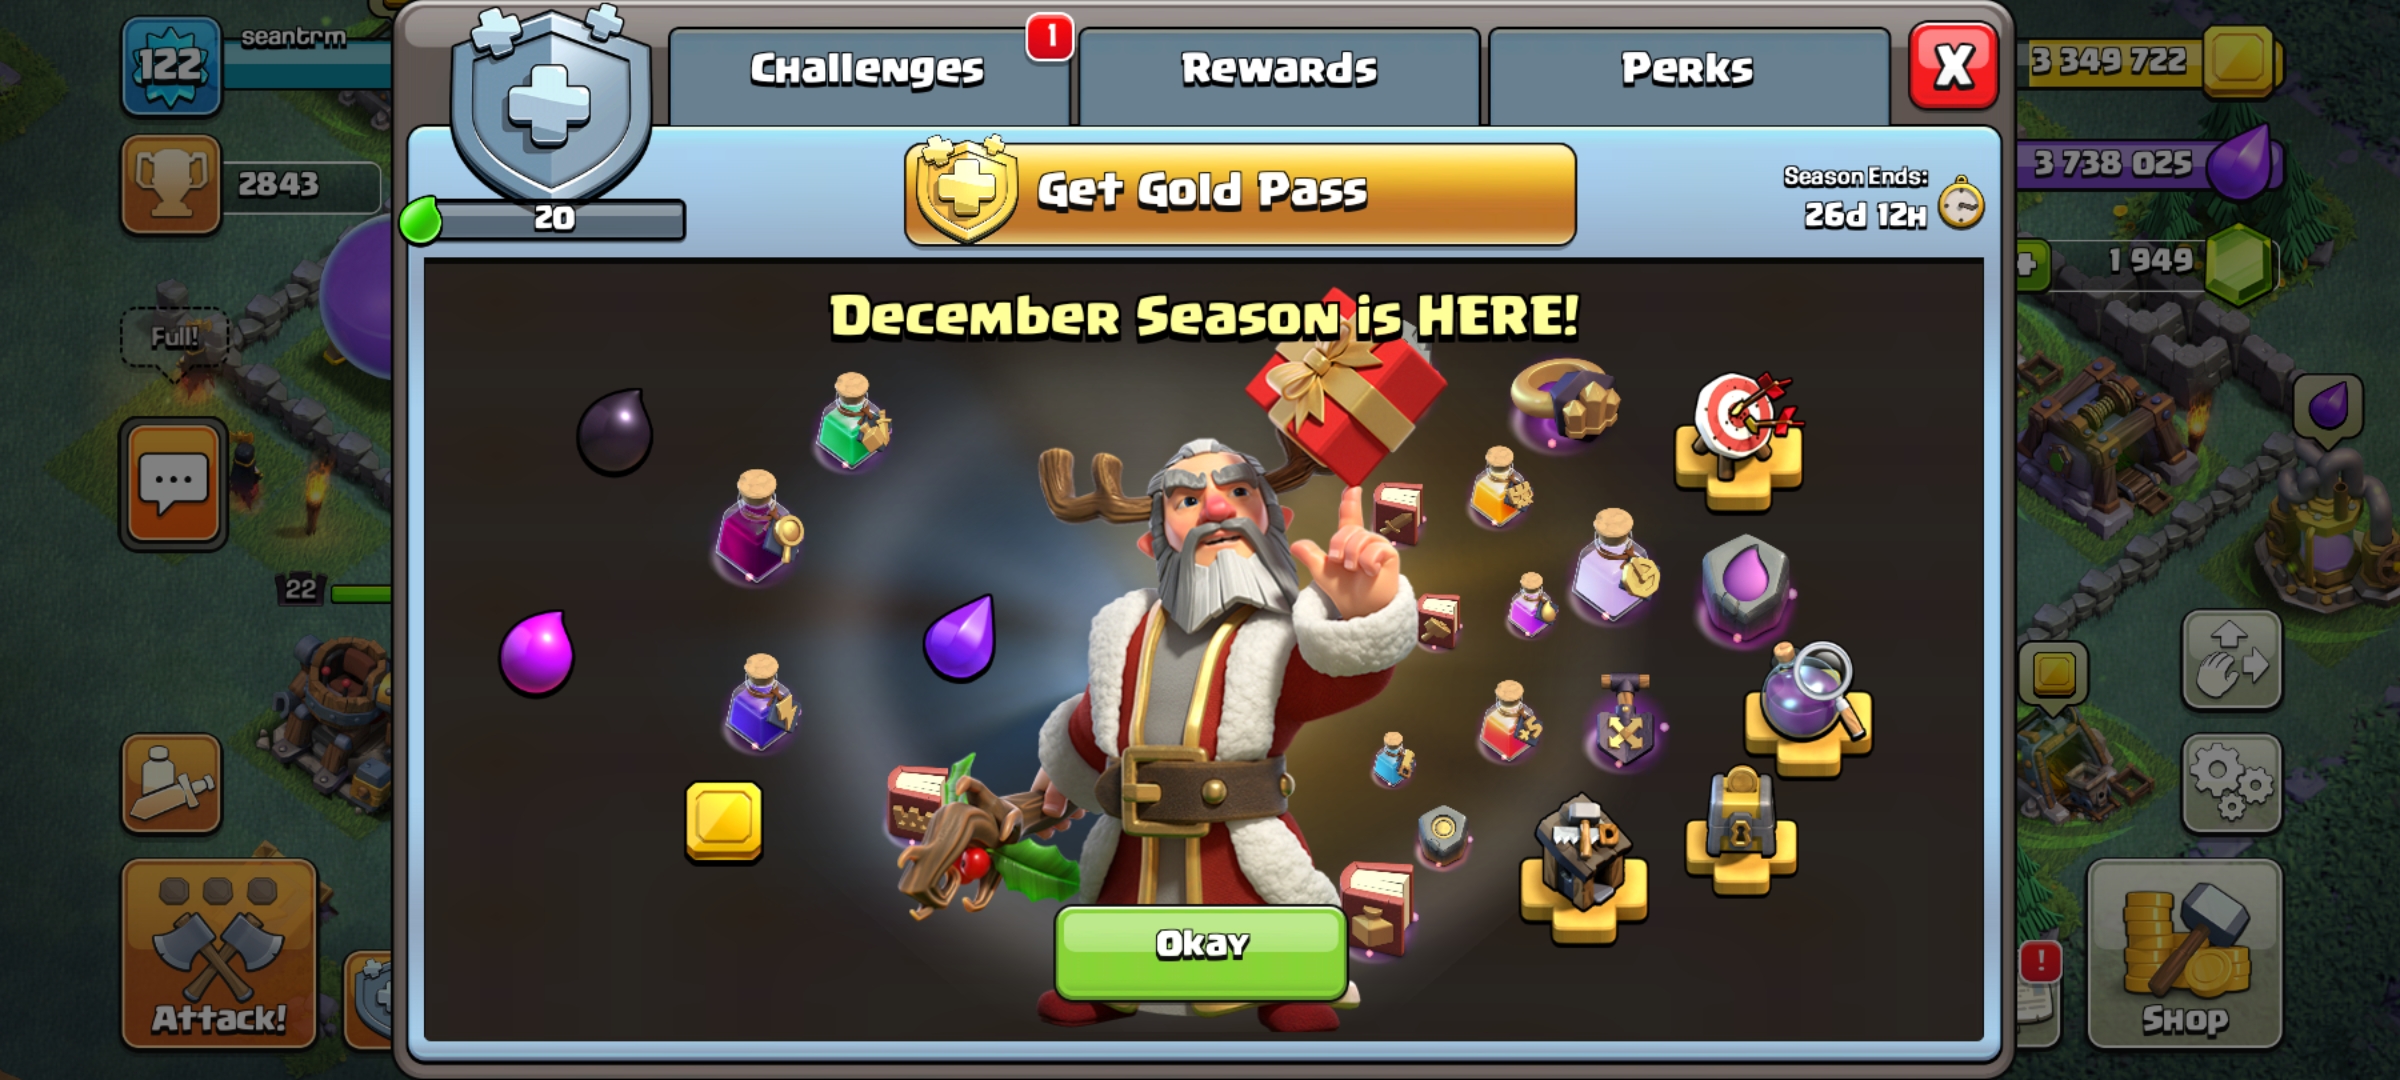 122
seantrm
Challenges
1
Rewards
Perks
X
3 349 722
2843
20
Get Gold Pass
Season Ends:
26d 12H
3 738 025
1 949
Full!
December Season is HERE!
22
Okay
Attack!
!
Shop